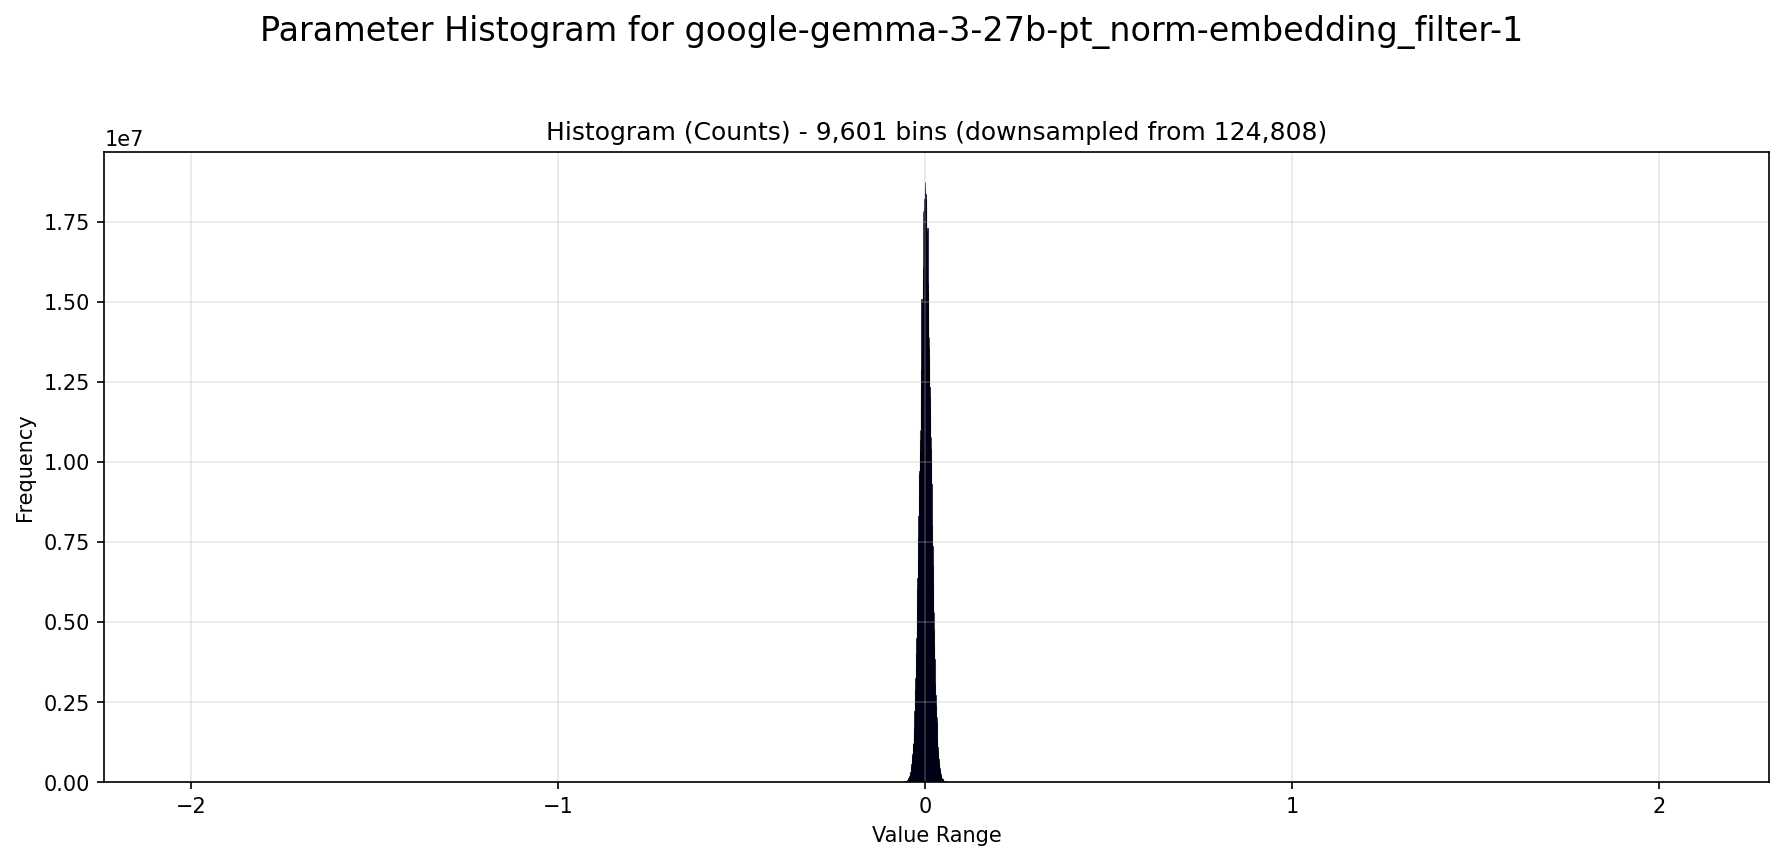 Parameter Histogram for google-gemma-3-27b-pt_norm-embedding_filter-1
Histogram (Counts) - 9,601 bins (downsampled from 124,808)
1e7
1.75
1.50
1.25
1.00
0.75
0.50
0.25
0.00
Frequency
−2
−1
0
1
2
Value Range